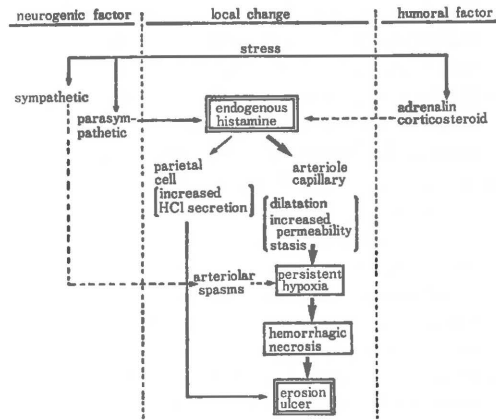 neurogenic factor
local change
humoral factor
stress
sympathetic
parasym-
pathetic
endogenous
histamine
adrenalin
corticosteroid
parietal
cell
increased
HCl secretion
arteriole
capillary
dilatation
increased
permeability
stasis
arteriolar
spasms
persistent
hypoxia
hemorrhagic
necrosis
erosion
ulcer